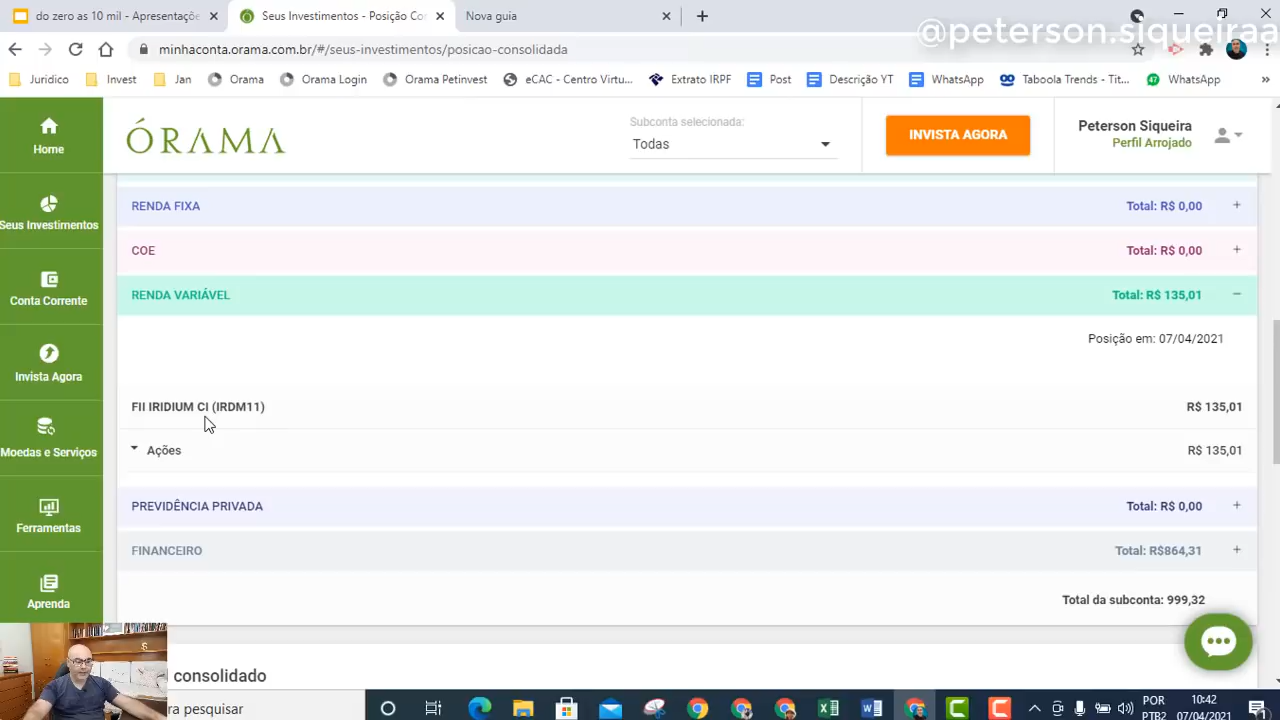 do zero as 10 mil - Apresentaçõe
Seus Investimentos - Posição Co
Nova guia
@peterson.siqueiraa
minhaconta.orama.com.br/#/seus-investimentos/posicao-consolidada
Juridico
Invest
Jan
Orama
Orama Login
Orama Petinvest
eCAC - Centro Virtu...
Extrato IRPF
Post
Descrição YT
WhatsApp
Taboola Trends - Tit...
WhatsApp
ÓRAMA
Subconta selecionada:
Todas
INVISTA AGORA
Peterson Siqueira
Perfil Arrojado
Home
Seus Investimentos
Conta Corrente
Invista Agora
Moedas e Serviços
Ferramentas
Aprenda
RENDA FIXA Total: R$ 0,00
COE Total: R$ 0,00
RENDA VARIÁVEL Total: R$ 135,01
Posição em: 07/04/2021
FII IRIDIUM CI (IRDM11) R$ 135,01
Ações R$ 135,01
PREVIDÊNCIA PRIVADA Total: R$ 0,00
FINANCEIRO Total: R$864,31
Total da subconta: 999,32
consolidado
ra pesquisar
POR
PTB2
10:42
07/04/2021